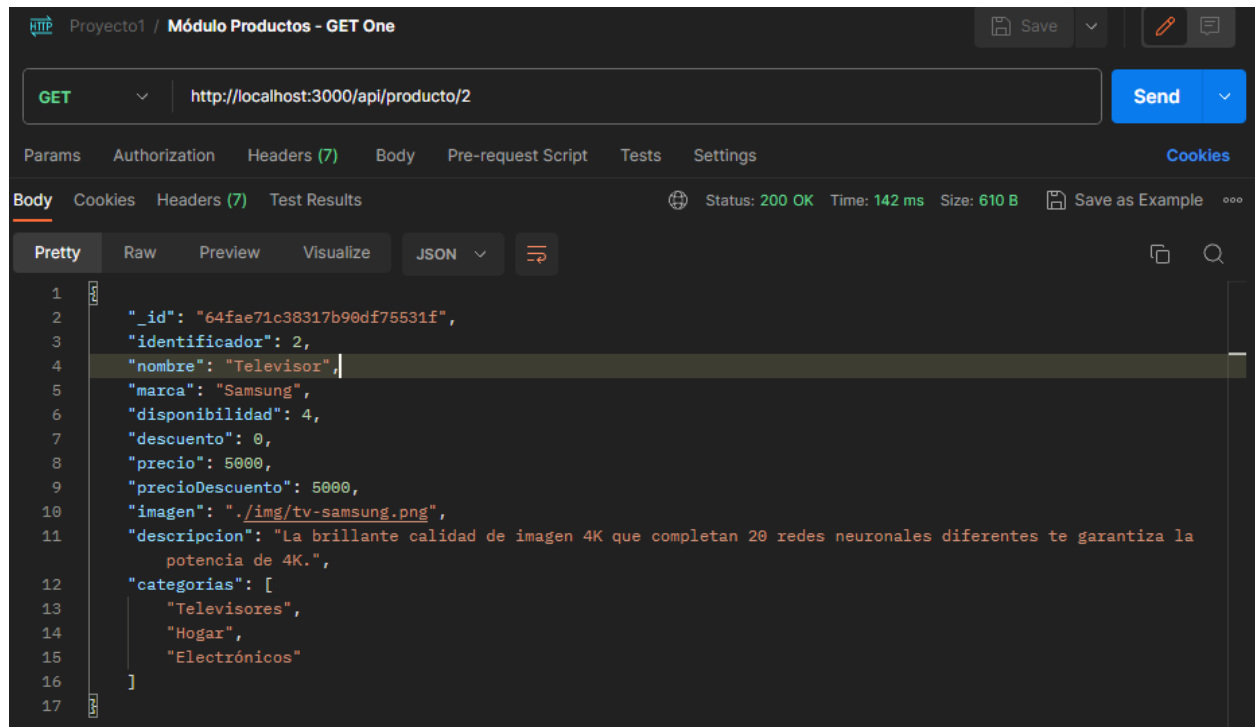 HTTP Proyecto1 / Módulo Productos - GET One Save
GET http://localhost:3000/api/producto/2 Send
Params Authorization Headers (7) Body Pre-request Script Tests Settings Cookies
Body Cookies Headers (7) Test Results Status: 200 OK Time: 142 ms Size: 610 B Save as Example
Pretty Raw Preview Visualize JSON
1 {
2 "_id": "64fae71c38317b90df75531f",
3 "identificador": 2,
4 "nombre": "Televisor",
5 "marca": "Samsung",
6 "disponibilidad": 4,
7 "descuento": 0,
8 "precio": 5000,
9 "precioDescuento": 5000,
10 "imagen": "./img/tv-samsung.png",
11 "descripcion": "La brillante calidad de imagen 4K que completan 20 redes neuronales diferentes te garantiza la
potencia de 4K.",
12 "categorias": [
13 "Televisores",
14 "Hogar",
15 "Electrónicos"
16 ]
17 }